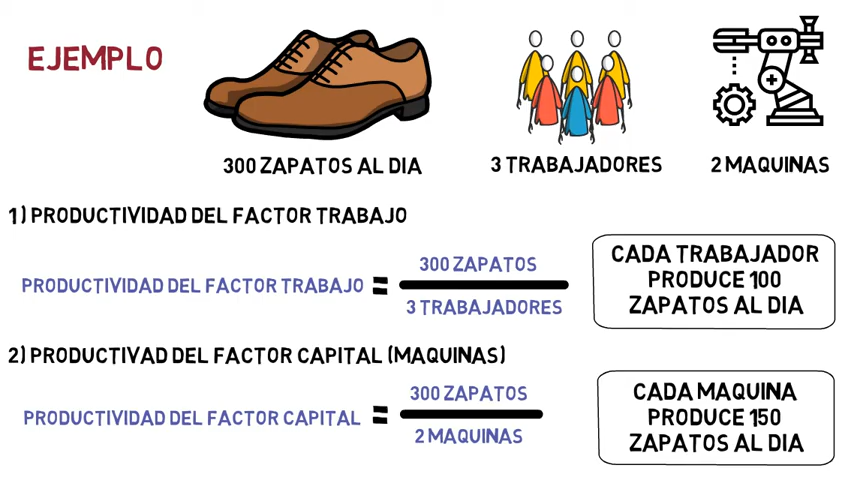 EJEMPLO
300 ZAPATOS AL DIA
3 TRABAJADORES
2 MAQUINAS
1) PRODUCTIVIDAD DEL FACTOR TRABAJO
PRODUCTIVIDAD DEL FACTOR TRABAJO =
300 ZAPATOS
3 TRABAJADORES
CADA TRABAJADOR
PRODUCE 100
ZAPATOS AL DIA
2) PRODUCTIVAD DEL FACTOR CAPITAL (MAQUINAS)
PRODUCTIVIDAD DEL FACTOR CAPITAL =
300 ZAPATOS
2 MAQUINAS
CADA MAQUINA
PRODUCE 150
ZAPATOS AL DIA